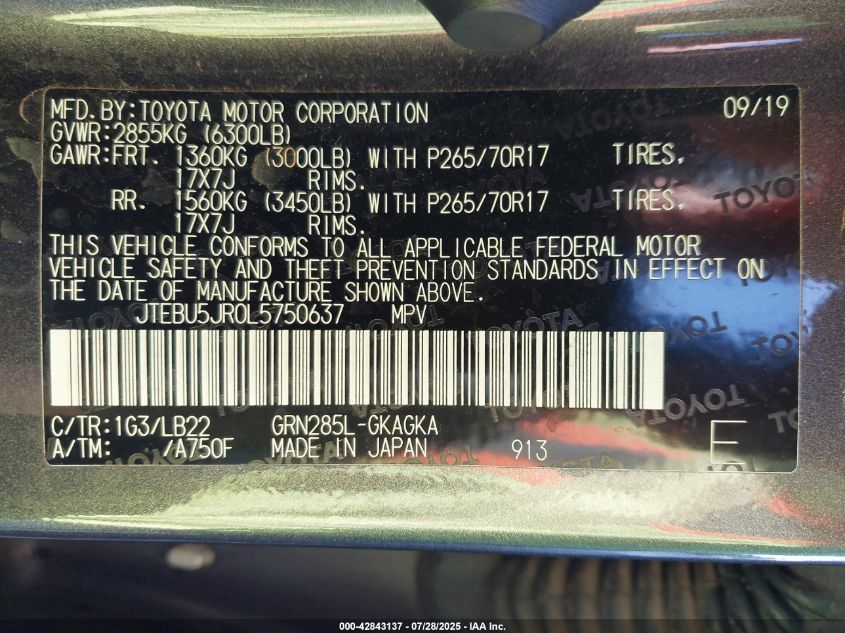 MFD.BY:TOYOTA MOTOR CORPORATION 09/19
GVWR:2855KG (6300LB)
GAWR:FRT. 1360KG (3000LB) WITH P265/70R17 TIRES,
17X7J RIMS.
RR. 1560KG (3450LB) WITH P265/70R17 TIRES,
17X7J RIMS.
THIS VEHICLE CONFORMS TO ALL APPLICABLE FEDERAL MOTOR
VEHICLE SAFETY AND THEFT PREVENTION STANDARDS IN EFFECT ON
THE DATE OF MANUFACTURE SHOWN ABOVE.
JTEBU5JR0L5750637 MPV
C/TR:1G3/LB22 GRN285L-GKAGKA
A/TM: /A750F MADE IN JAPAN 913 E
000-42843137 - 07/28/2025 - IAA Inc.